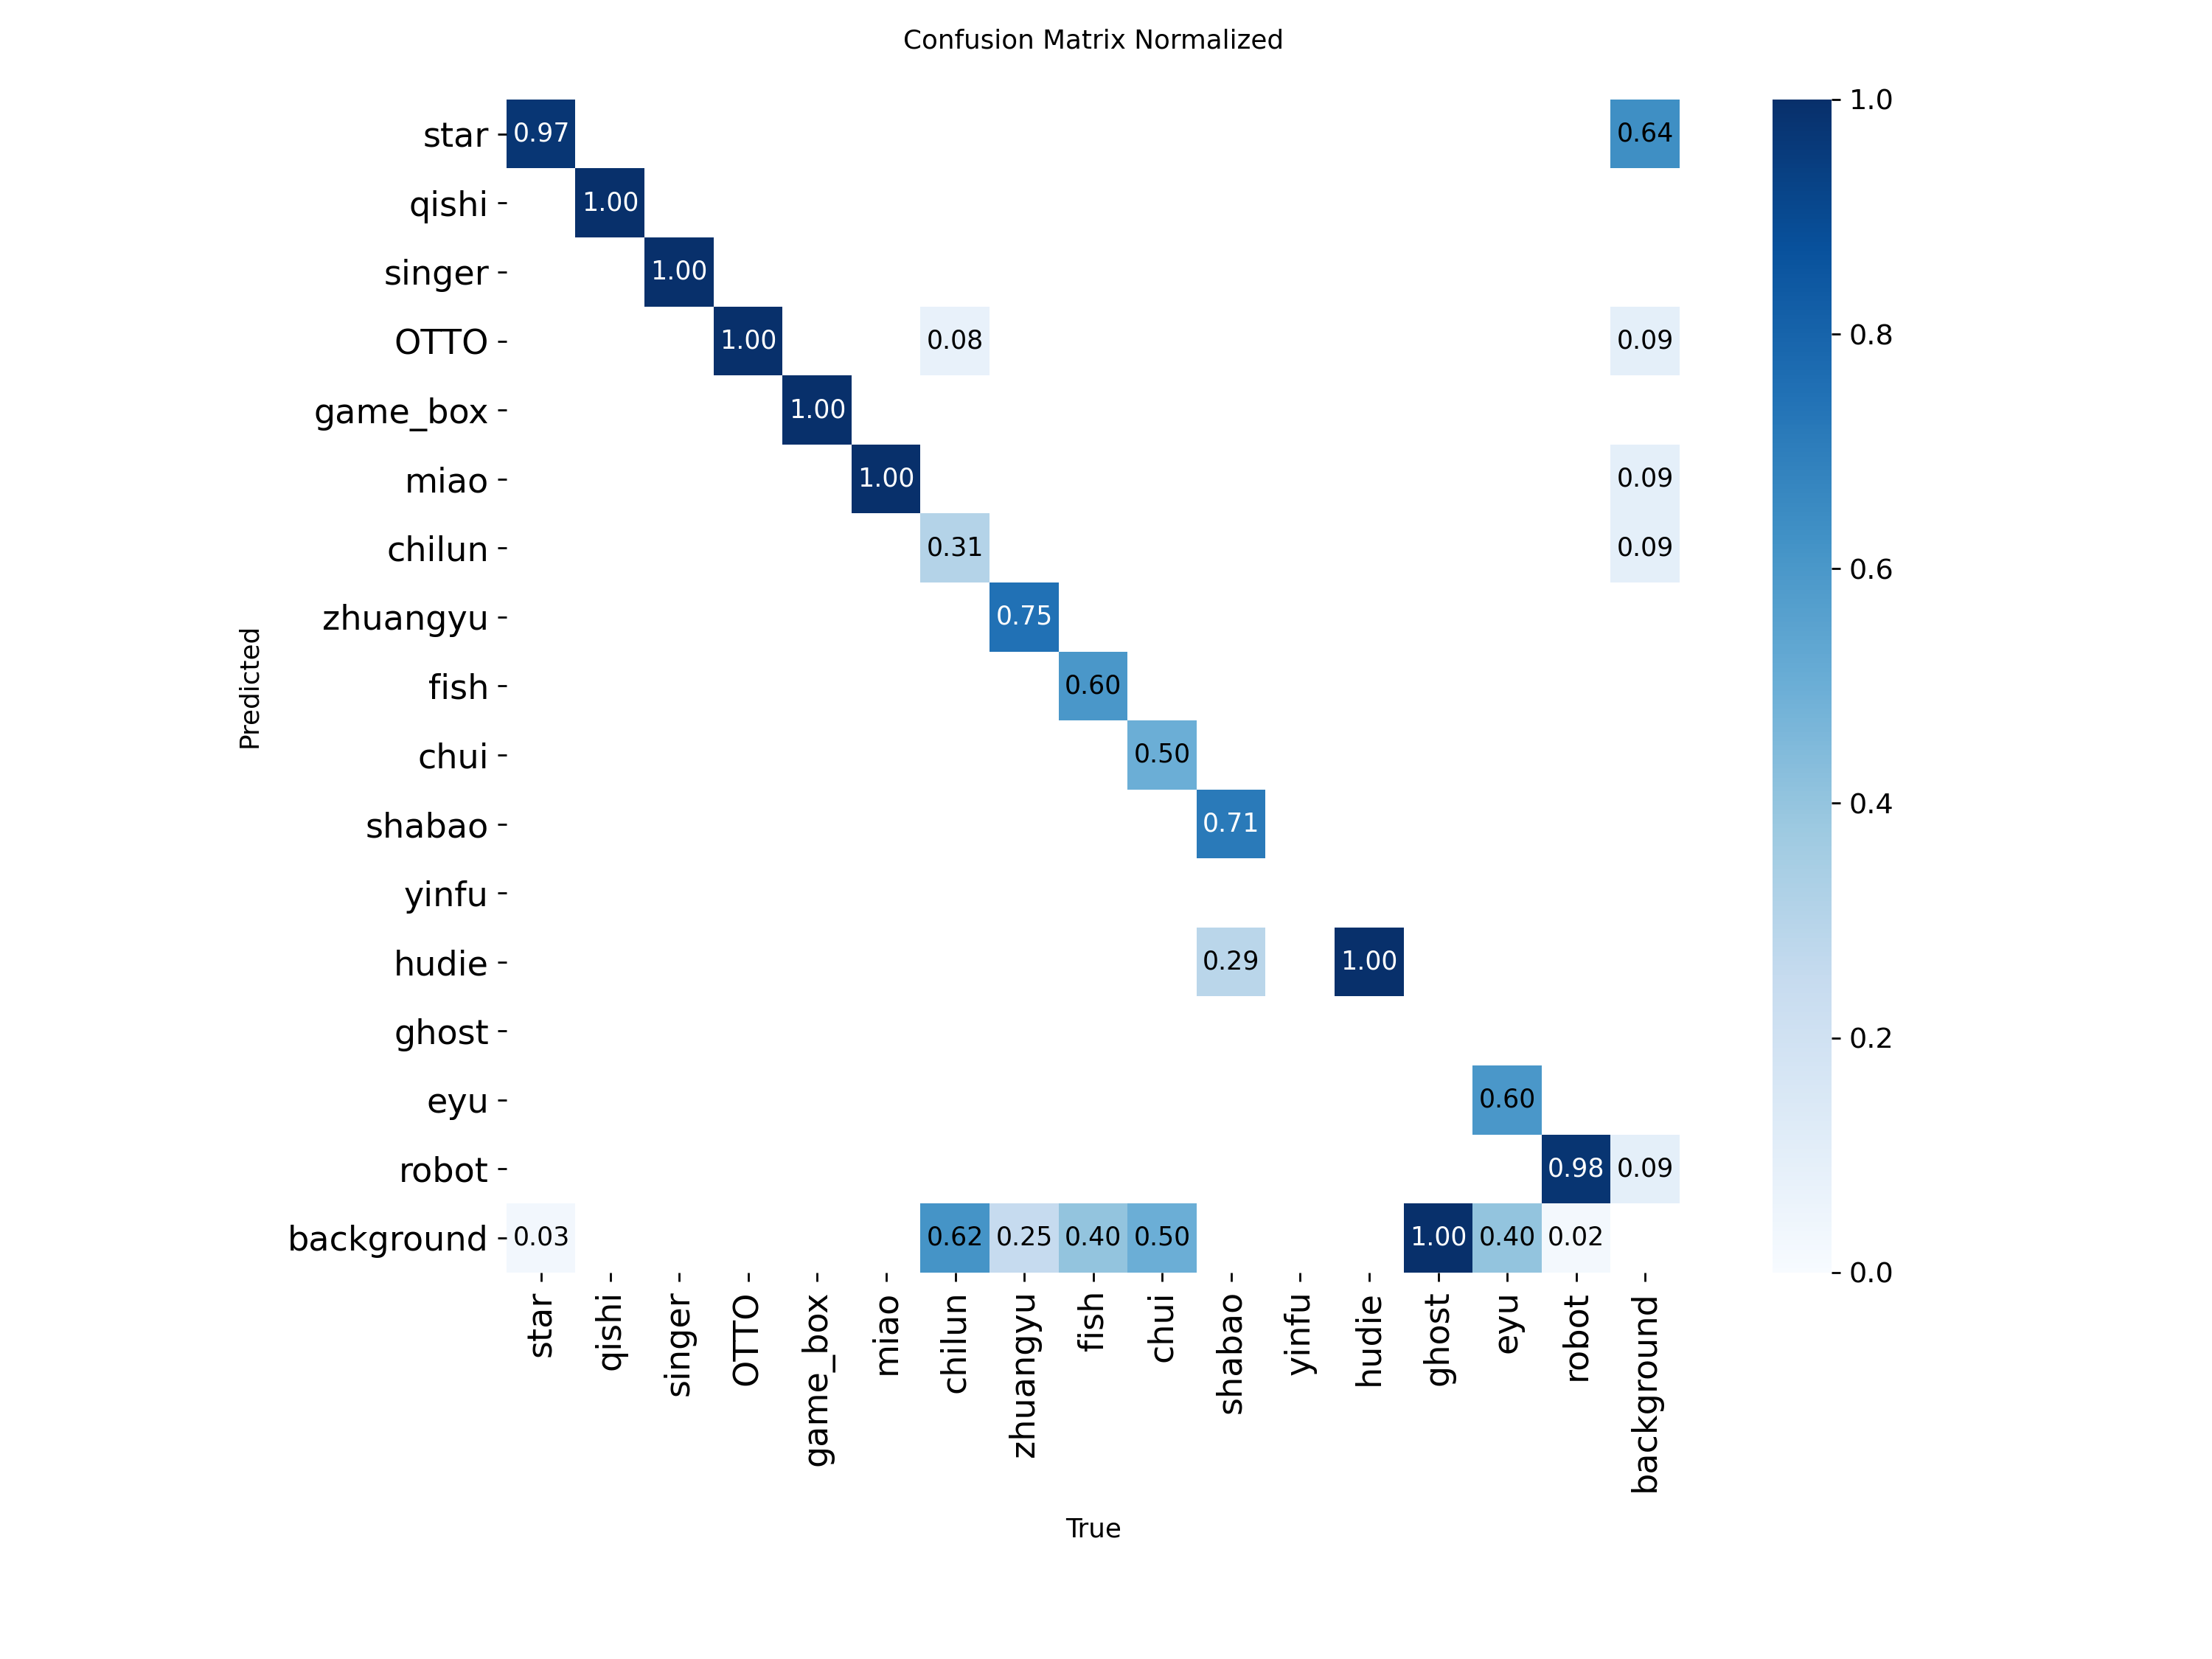 Confusion Matrix Normalized
star 0.97 0.64
qishi 1.00
singer 1.00
OTTO 1.00 0.08 0.09
game_box 1.00
miao 1.00 0.09
chilun 0.31 0.09
zhuangyu 0.75
fish 0.60
chui 0.50
shabao 0.71
yinfu
hudie 0.29 1.00
ghost
eyu 0.60
robot 0.98 0.09
background 0.03 0.62 0.25 0.40 0.50 1.00 0.40 0.02
Predicted
star qishi singer OTTO game_box miao chilun zhuangyu fish chui shabao yinfu hudie ghost eyu robot background
True
1.0
0.8
0.6
0.4
0.2
0.0